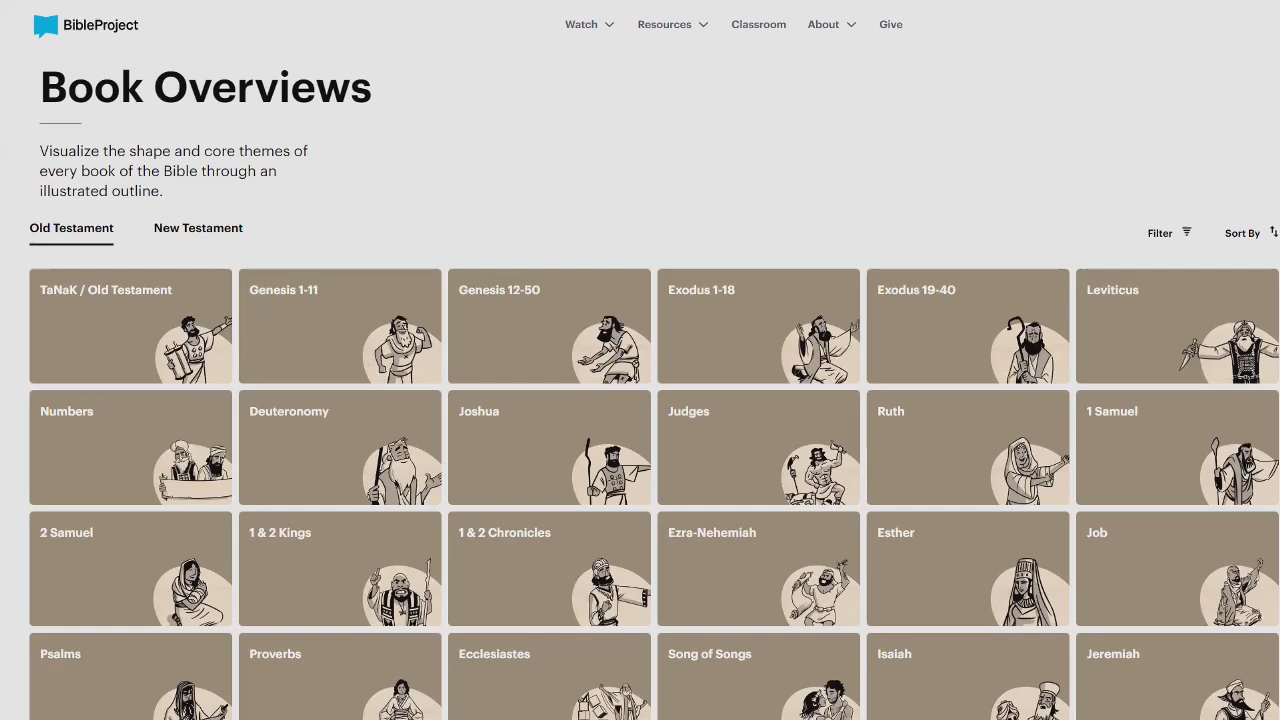 BibleProject
Watch
Resources
Classroom
About
Give
Book Overviews
Visualize the shape and core themes of
every book of the Bible through an
illustrated outline.
Old Testament
New Testament
Filter
Sort By
TaNaK / Old Testament
Genesis 1-11
Genesis 12-50
Exodus 1-18
Exodus 19-40
Leviticus
Numbers
Deuteronomy
Joshua
Judges
Ruth
1 Samuel
2 Samuel
1 & 2 Kings
1 & 2 Chronicles
Ezra-Nehemiah
Esther
Job
Psalms
Proverbs
Ecclesiastes
Song of Songs
Isaiah
Jeremiah